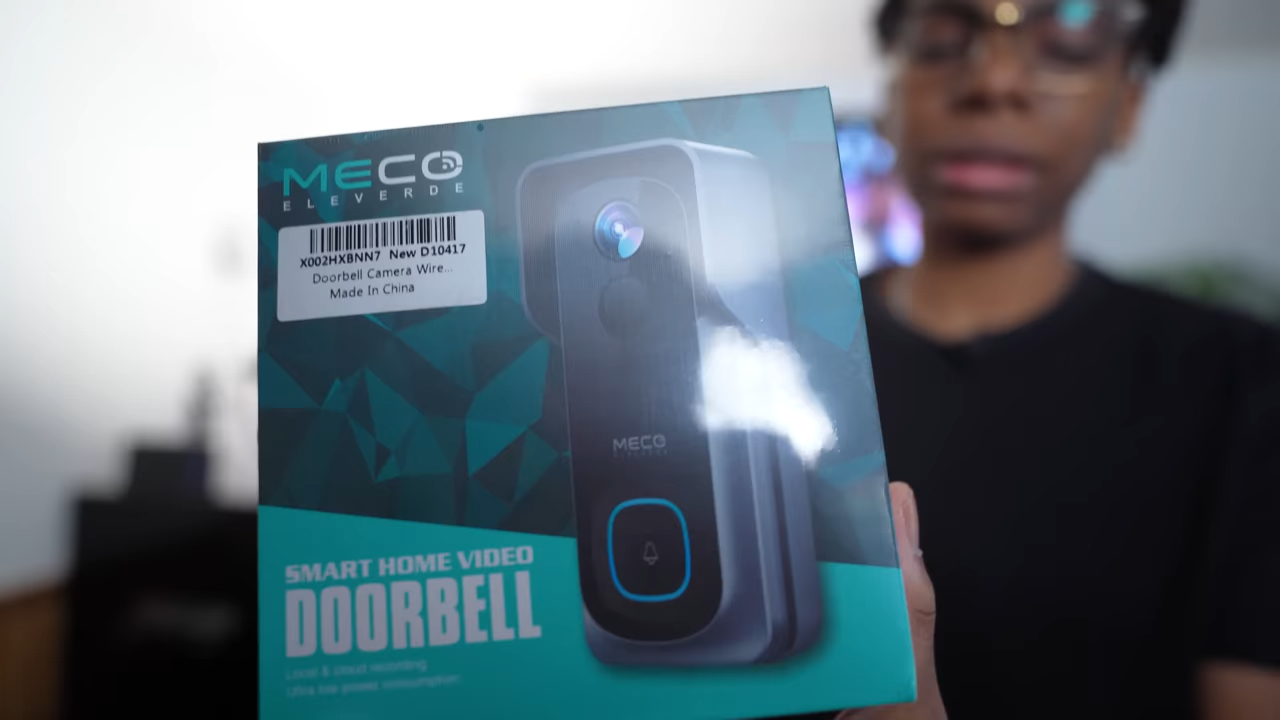 MECO
ELEVERDE
X002HXBNN7 New D10417
Doorbell Camera Wire...
Made In China
MECO
SMART HOME VIDEO
DOORBELL
Local & cloud recording
Ultra low power consumption